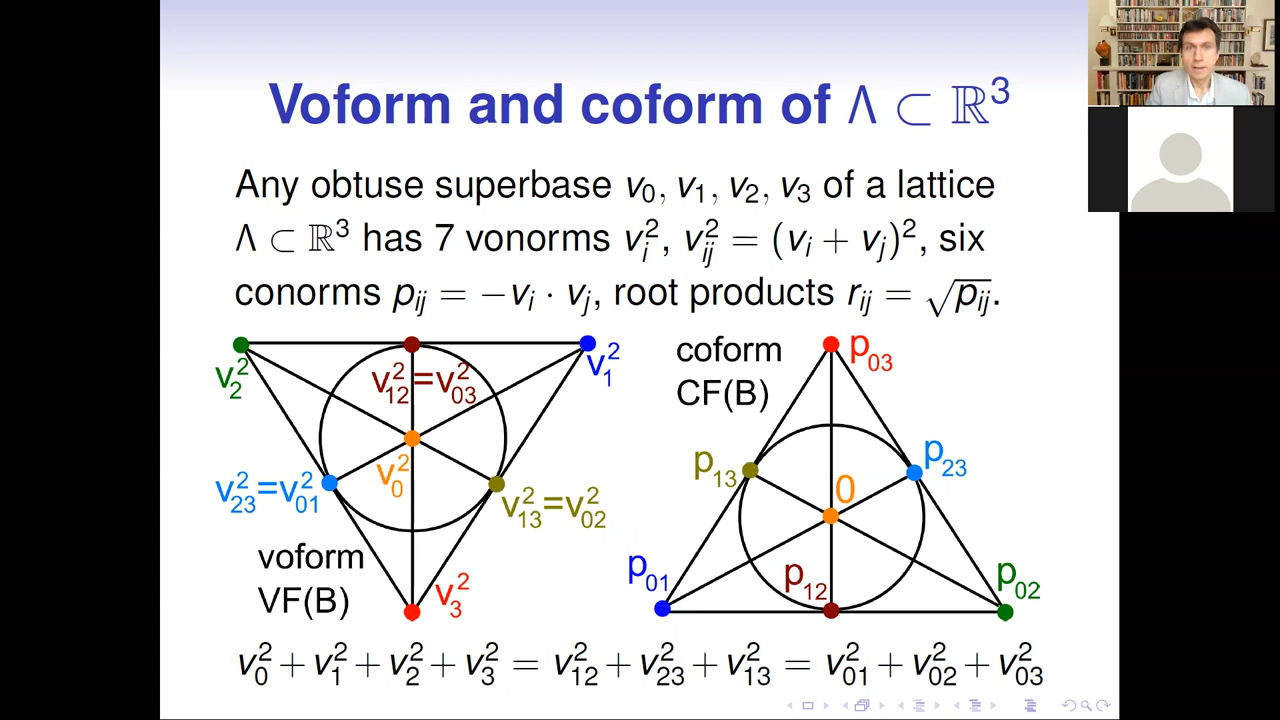 Voform and coform of Λ ⊂ ℝ³
Any obtuse superbase v₀, v₁, v₂, v₃ of a lattice
Λ ⊂ ℝ³ has 7 vonorms vᵢ², vᵢⱼ² = (vᵢ + vⱼ)², six
conorms pᵢⱼ = −vᵢ · vⱼ, root products rᵢⱼ = √pᵢⱼ.
v₂²
v₁₂²=v₀₃²
v₁²
v₀²
v₂₃²=v₀₁²
v₁₃²=v₀₂²
voform
VF(B)
v₃²
coform
CF(B)
p₀₃
p₁₃
p₂₃
0
p₀₁
p₁₂
p₀₂
v₀² + v₁² + v₂² + v₃² = v₁₂² + v₂₃² + v₁₃² = v₀₁² + v₀₂² + v₀₃²